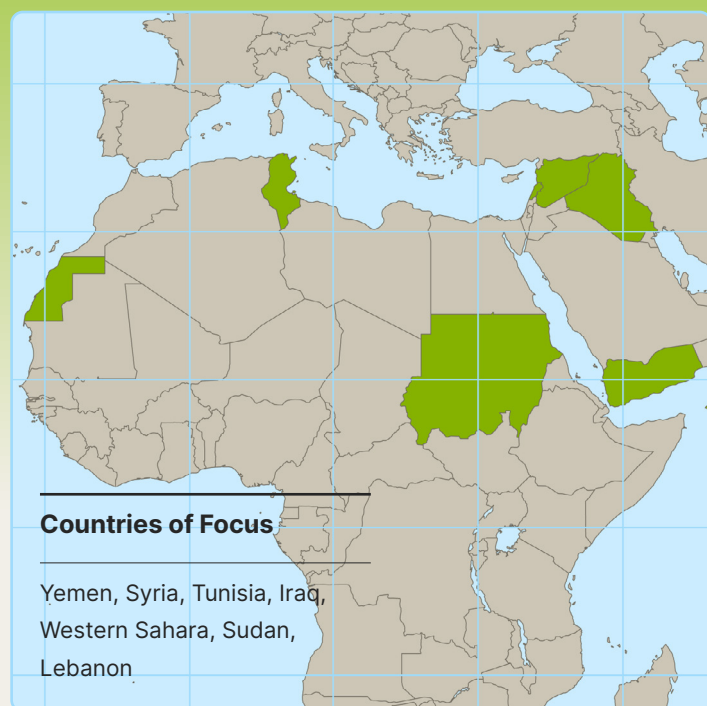 Countries of Focus
Yemen, Syria, Tunisia, Iraq,
Western Sahara, Sudan,
Lebanon